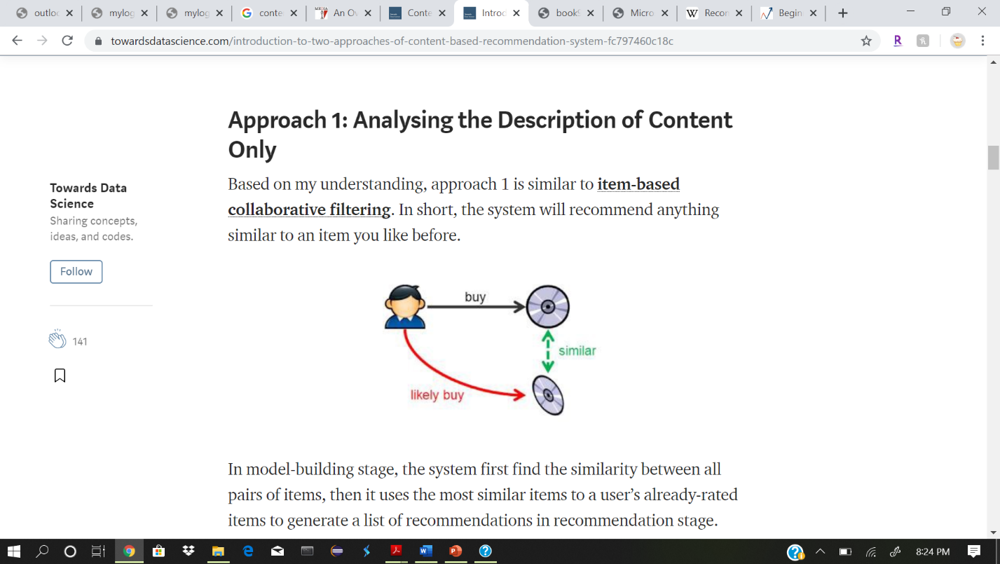 outloo
mylog
mylog
conte
An Ov
Conte
Introd
book
Micro
W Recor
Begin
towardsdatascience.com/introduction-to-two-approaches-of-content-based-recommendation-system-fc797460c18c
R
Approach 1: Analysing the Description of Content
Only
Based on my understanding, approach 1 is similar to item-based
collaborative filtering. In short, the system will recommend anything
similar to an item you like before.
Towards Data
Science
Sharing concepts,
ideas, and codes.
Follow
141
buy
similar
likely buy
In model-building stage, the system first find the similarity between all
pairs of items, then it uses the most similar items to a user’s already-rated
items to generate a list of recommendations in recommendation stage.
8:24 PM